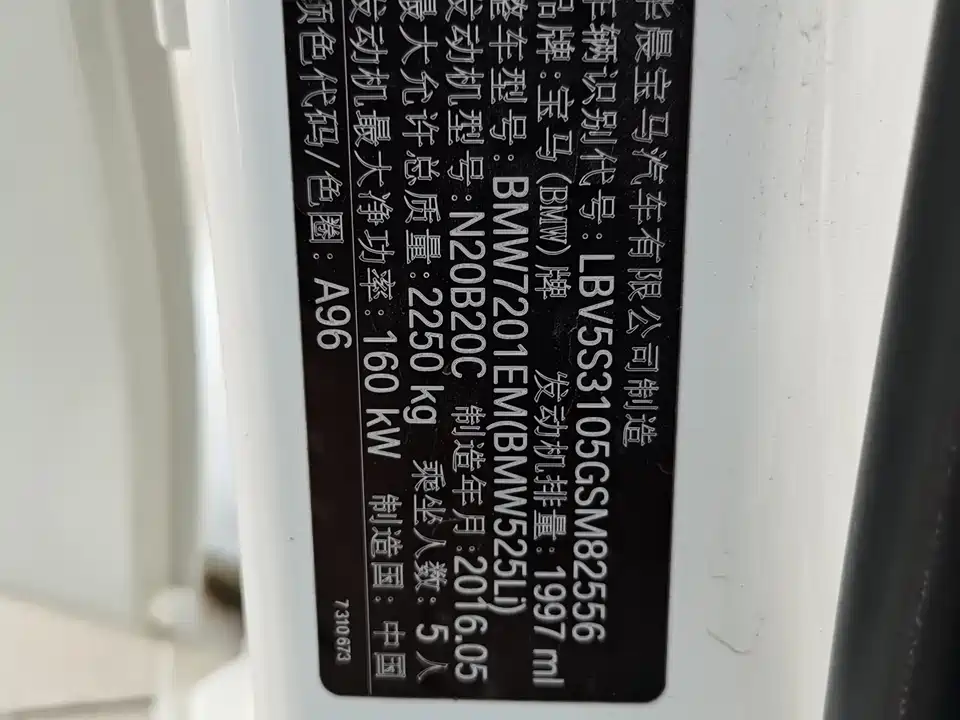 华晨宝马汽车有限公司制造
车辆识别代号:LBV5S3105GSM82556
品牌:宝马(BMW)牌 发动机排量:1997 ml
整车型号:BMW7201EM(BMW525Li)
发动机型号:N20B20C 制造年月:2016.05
最大允许总质量:2250 kg 乘坐人数:5 人
发动机最大净功率:160 kW 制造国:中国
颜色代码/色圈:A96
7310673